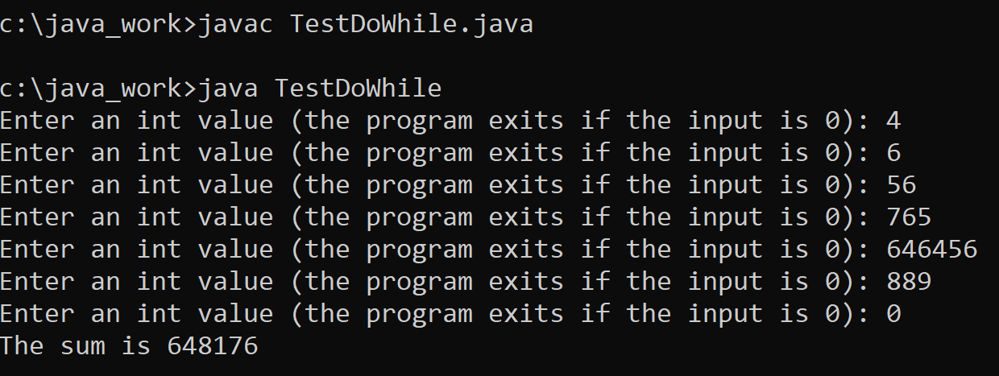 c:\java_work>javac TestDoWhile.java
c:\java_work>java TestDoWhile
Enter an int value (the program exits if the input is 0): 4
Enter an int value (the program exits if the input is 0): 6
Enter an int value (the program exits if the input is 0): 56
Enter an int value (the program exits if the input is 0): 765
Enter an int value (the program exits if the input is 0): 646456
Enter an int value (the program exits if the input is 0): 889
Enter an int value (the program exits if the input is 0): 0
The sum is 648176